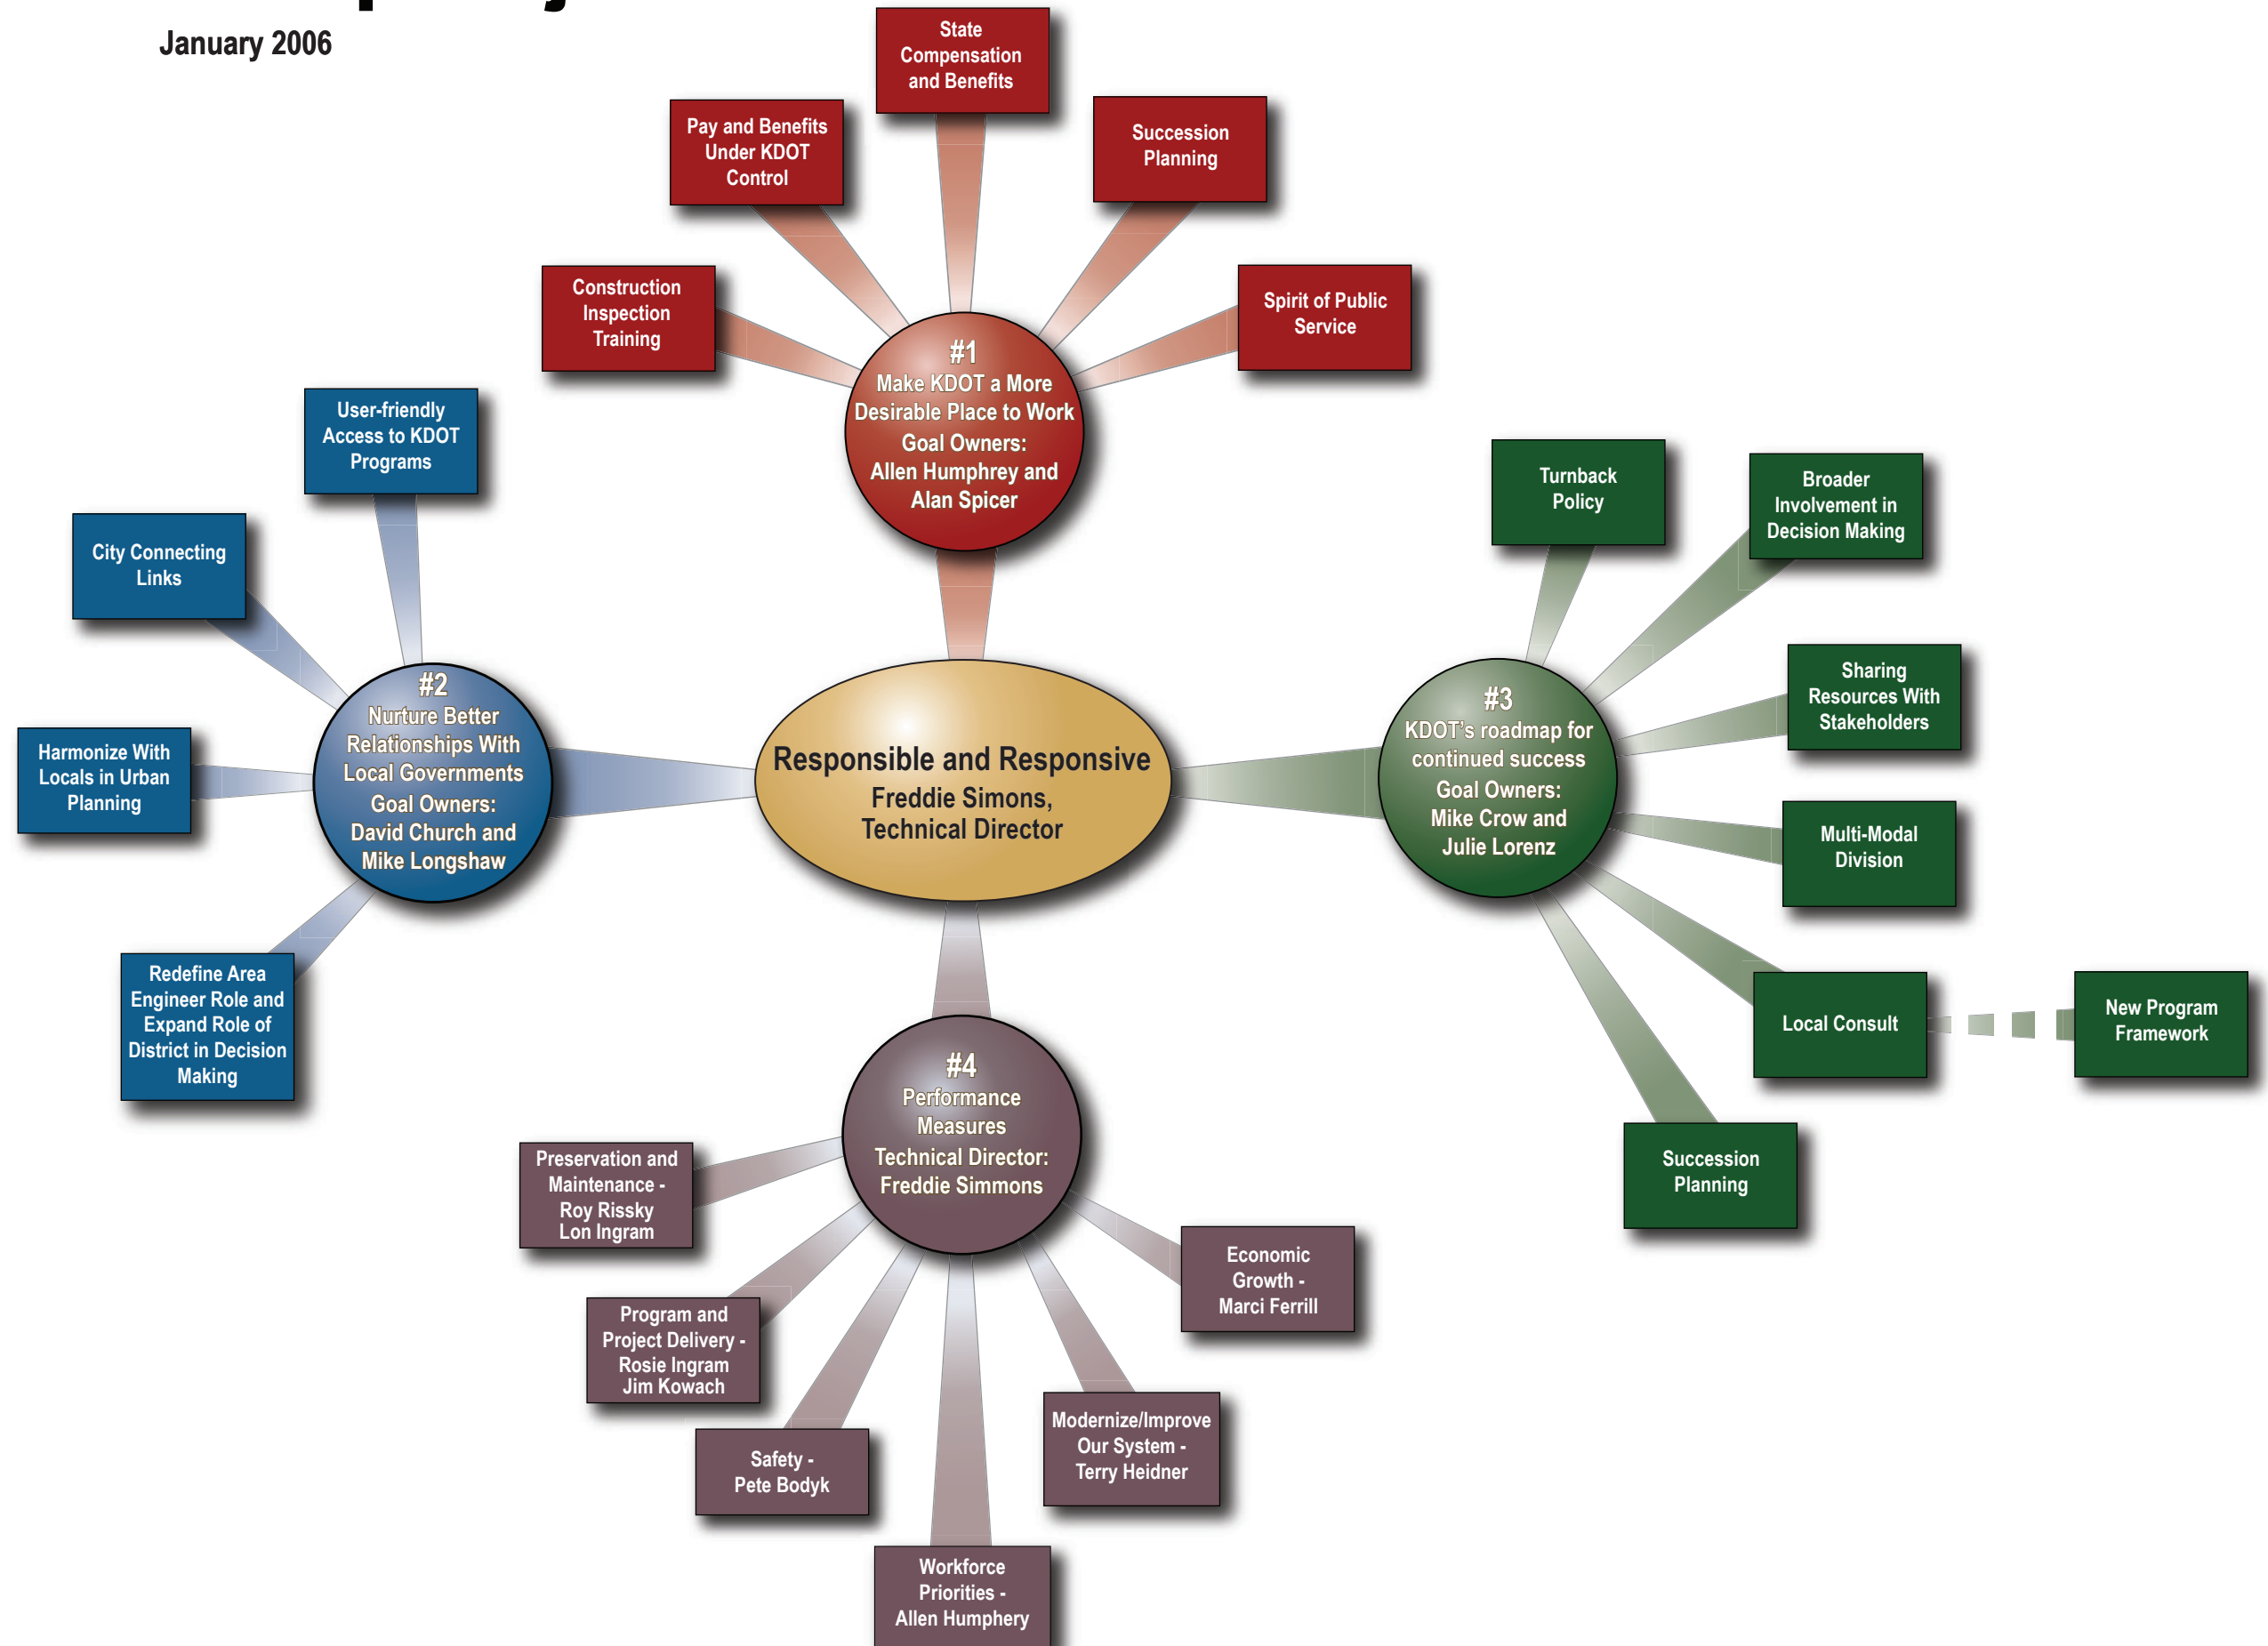 January 2006
State
Compensation
and Benefits
Pay and Benefits
Under KDOT
Control
Succession
Planning
Construction
Inspection
Training
Spirit of Public
Service
#1
Make KDOT a More
Desirable Place to Work
Goal Owners:
Allen Humphrey and
Alan Spicer
User-friendly
Access to KDOT
Programs
City Connecting
Links
Harmonize With
Locals in Urban
Planning
Redefine Area
Engineer Role and
Expand Role of
District in Decision
Making
#2
Nurture Better
Relationships With
Local Governments
Goal Owners:
David Church and
Mike Longshaw
Responsible and Responsive
Freddie Simons,
Technical Director
#3
KDOT’s roadmap for
continued success
Goal Owners:
Mike Crow and
Julie Lorenz
Turnback
Policy
Broader
Involvement in
Decision Making
Sharing
Resources With
Stakeholders
Multi-Modal
Division
Local Consult
New Program
Framework
Succession
Planning
#4
Performance
Measures
Technical Director:
Freddie Simmons
Preservation and
Maintenance -
Roy Rissky
Lon Ingram
Program and
Project Delivery -
Rosie Ingram
Jim Kowach
Safety -
Pete Bodyk
Workforce
Priorities -
Allen Humphery
Modernize/Improve
Our System -
Terry Heidner
Economic
Growth -
Marci Ferrill